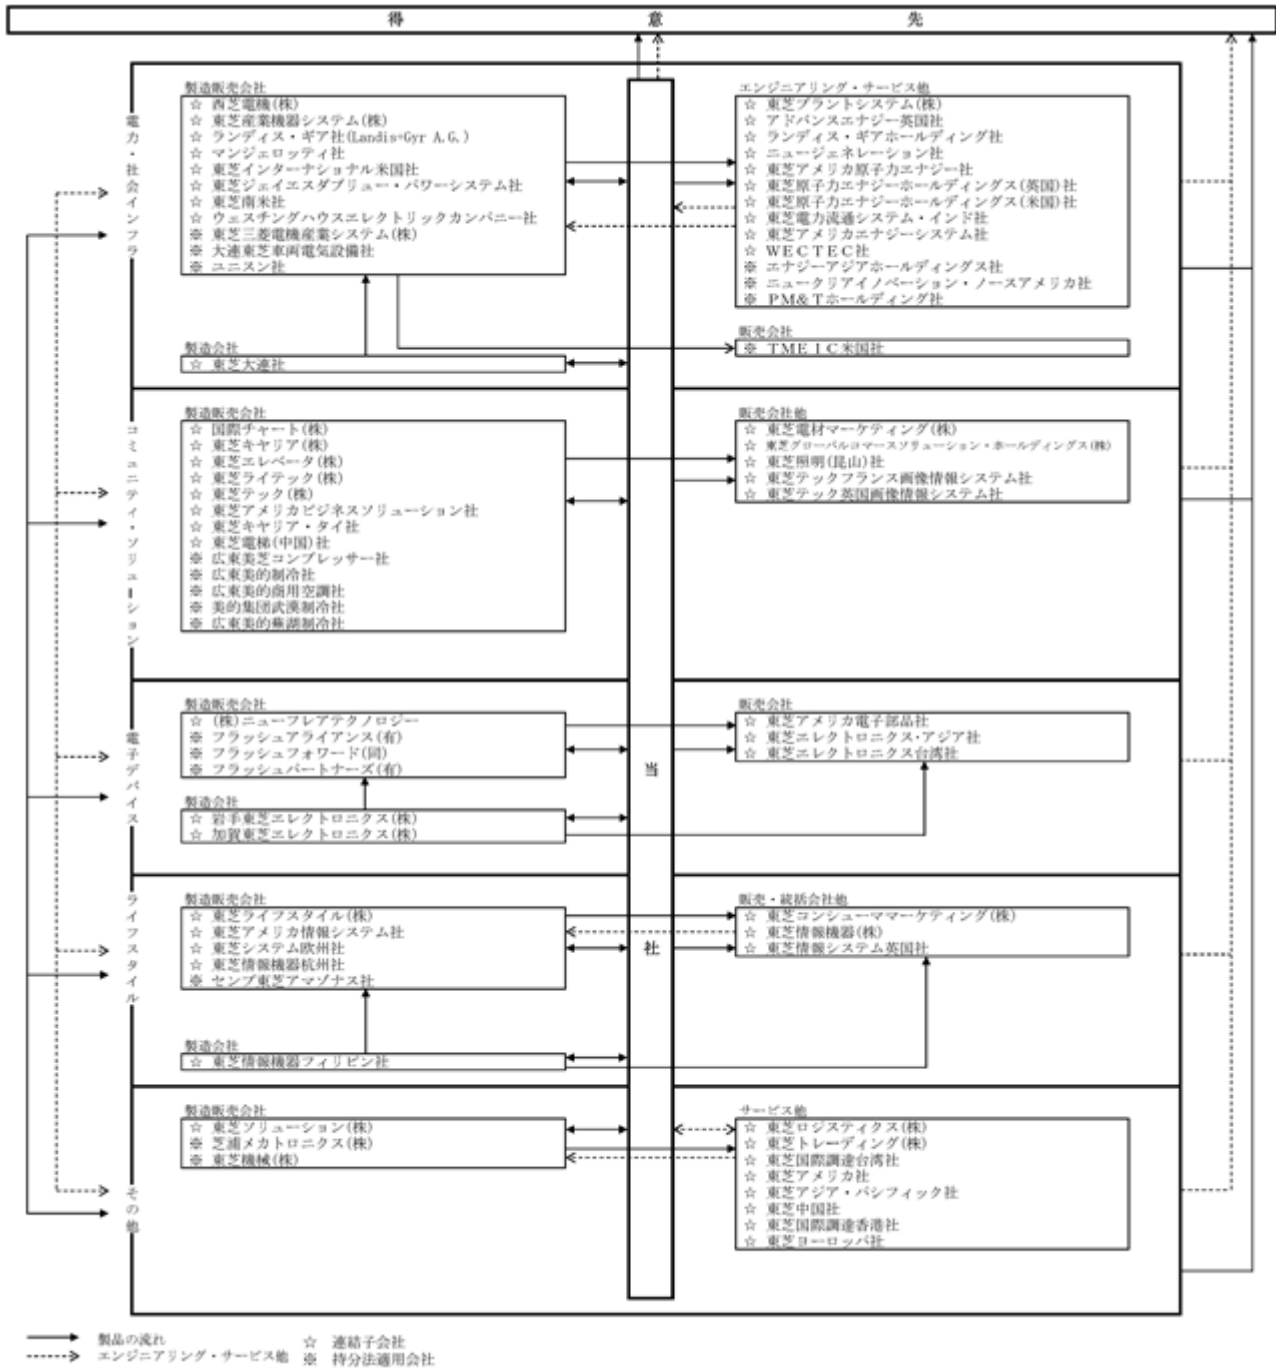 得意先
電力・社会インフラ
製造販売会社
☆ 西芝電機(株)
☆ 東芝産業機器システム(株)
☆ ランディス・ギア社(Landis+Gyr A.G.)
☆ マンジェロッティ社
☆ 東芝インターナショナル米国社
☆ 東芝ジェイエスダブリュー・パワーシステム社
☆ 東芝南米社
☆ ウェスチングハウスエレクトリックカンパニー社
※ 東芝三菱電機産業システム(株)
※ 大連東芝車両電気設備社
※ ユニスン社
製造会社
☆ 東芝大連社
エンジニアリング・サービス他
☆ 東芝プラントシステム(株)
☆ アドバンスエナジー英国社
☆ ランディス・ギアホールディング社
☆ ニュージェネレーション社
☆ 東芝アメリカ原子力エナジー社
☆ 東芝原子力エナジーホールディングス(英国)社
☆ 東芝原子力エナジーホールディングス(米国)社
☆ 東芝電力流通システム・インド社
☆ 東芝アメリカエナジーシステム社
☆ WECTEC社
※ エナジーアジアホールディングス社
※ ニュークリアイノベーション・ノースアメリカ社
※ PM&Tホールディング社
販売会社
※ TMEIC米国社
コミュニティ・ソリューション
製造販売会社
☆ 国際チャート(株)
☆ 東芝キヤリア(株)
☆ 東芝エレベータ(株)
☆ 東芝ライテック(株)
☆ 東芝テック(株)
☆ 東芝アメリカビジネスソリューション社
☆ 東芝キヤリア・タイ社
☆ 東芝電梯(中国)社
※ 広東美芝コンプレッサー社
※ 広東美的制冷社
※ 広東美的商用空調社
※ 美的集団武漢制冷社
※ 広東美的蕪湖制冷社
販売会社他
☆ 東芝電材マーケティング(株)
☆ 東芝グローバルコマースソリューション・ホールディングス(株)
☆ 東芝照明(昆山)社
☆ 東芝テックフランス画像情報システム社
☆ 東芝テック英国画像情報システム社
電子デバイス
製造販売会社
☆ (株)ニューフレアテクノロジー
※ フラッシュアライアンス(有)
※ フラッシュフォワード(同)
※ フラッシュパートナーズ(有)
製造会社
☆ 岩手東芝エレクトロニクス(株)
☆ 加賀東芝エレクトロニクス(株)
販売会社
☆ 東芝アメリカ電子部品社
☆ 東芝エレクトロニクス・アジア社
☆ 東芝エレクトロニクス台湾社
当社
ライフスタイル
製造販売会社
☆ 東芝ライフスタイル(株)
☆ 東芝アメリカ情報システム社
☆ 東芝システム欧州社
☆ 東芝情報機器杭州社
※ センプ東芝アマゾナス社
製造会社
☆ 東芝情報機器フィリピン社
販売・統括会社他
☆ 東芝コンシューママーケティング(株)
☆ 東芝情報機器(株)
☆ 東芝情報システム英国社
その他
製造販売会社
☆ 東芝ソリューション(株)
※ 芝浦メカトロニクス(株)
※ 東芝機械(株)
サービス他
☆ 東芝ロジスティクス(株)
☆ 東芝トレーディング(株)
☆ 東芝国際調達台湾社
☆ 東芝アメリカ社
☆ 東芝アジア・パシフィック社
☆ 東芝中国社
☆ 東芝国際調達香港社
☆ 東芝ヨーロッパ社
製品の流れ
エンジニアリング・サービス他
☆ 連結子会社
※ 持分法適用会社